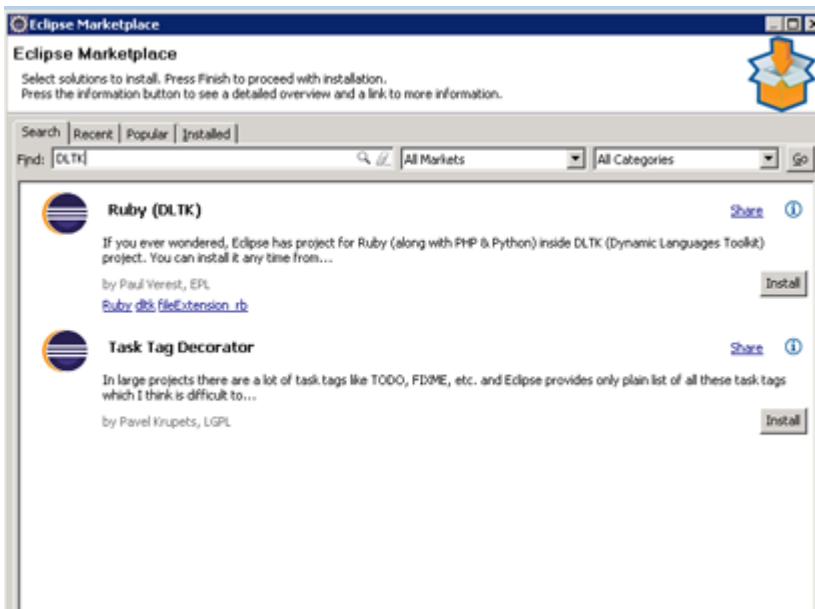 Eclipse Marketplace
Eclipse Marketplace
Select solutions to install. Press Finish to proceed with installation.
Press the information button to see a detailed overview and a link to more information.
Search Recent Popular Installed
Find: DLTK All Markets All Categories Go
Ruby (DLTK) Share
If you ever wondered, Eclipse has project for Ruby (along with PHP & Python) inside DLTK (Dynamic Languages Toolkit)
project. You can install it any time from...
by Paul Verest, EPL Install
Ruby dltk fileExtension_rb
Task Tag Decorator Share
In large projects there are a lot of task tags like TODO, FIXME, etc. and Eclipse provides only plain list of all these task tags
which I think is difficult to...
by Pavel Krupets, LGPL Install